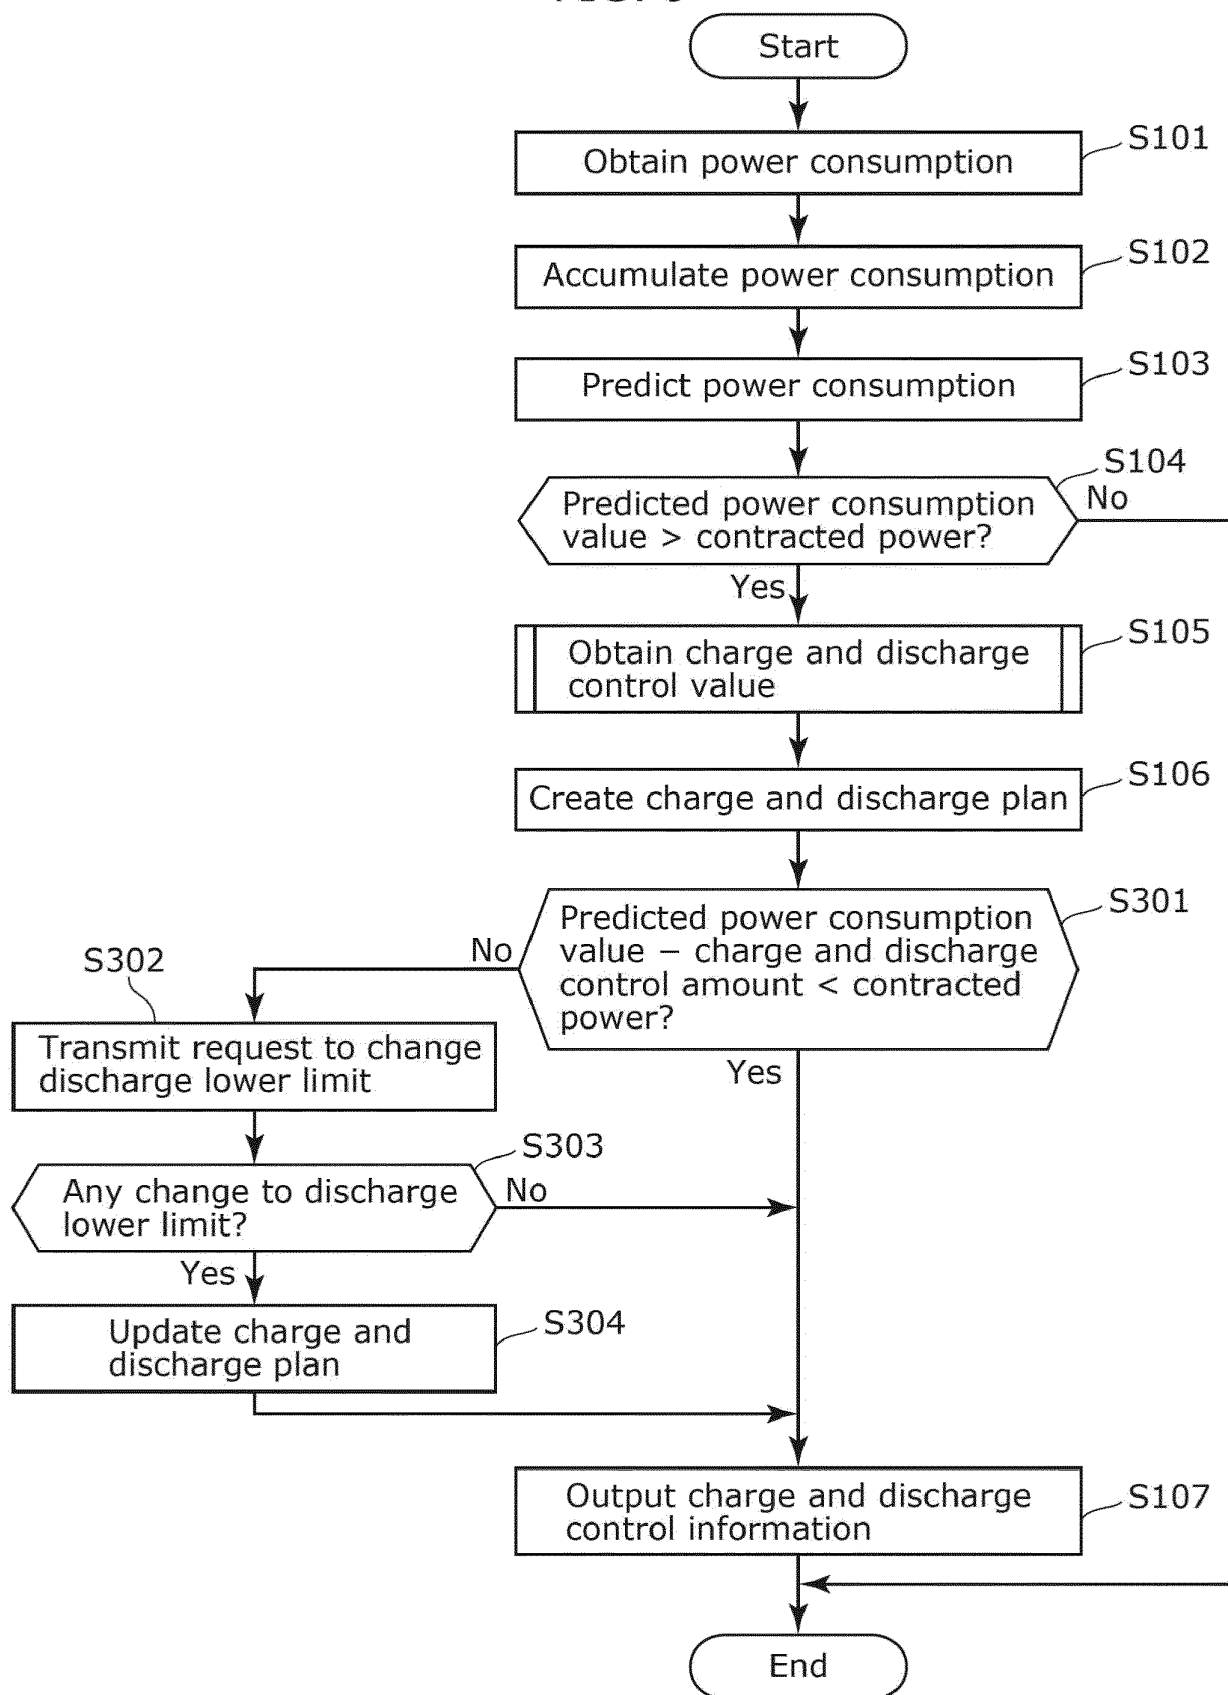 Start
S101
Obtain power consumption
S102
Accumulate power consumption
S103
Predict power consumption
S104
Predicted power consumption
value > contracted power?
No
Yes
S105
Obtain charge and discharge
control value
S106
Create charge and discharge plan
S301
Predicted power consumption
value − charge and discharge
control amount < contracted
power?
No
Yes
S302
Transmit request to change
discharge lower limit
S303
Any change to discharge
lower limit?
No
Yes
S304
Update charge and
discharge plan
S107
Output charge and discharge
control information
End